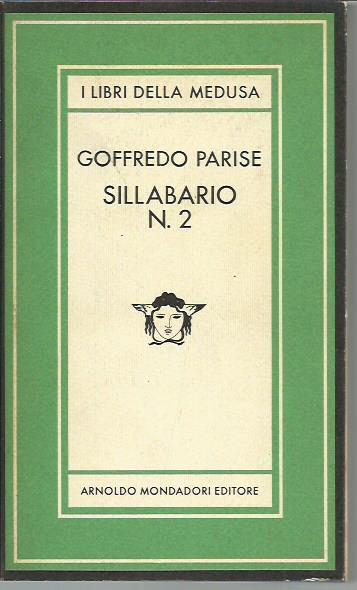 I LIBRI DELLA MEDUSA
GOFFREDO PARISE
SILLABARIO
N. 2
ARNOLDO MONDADORI EDITORE